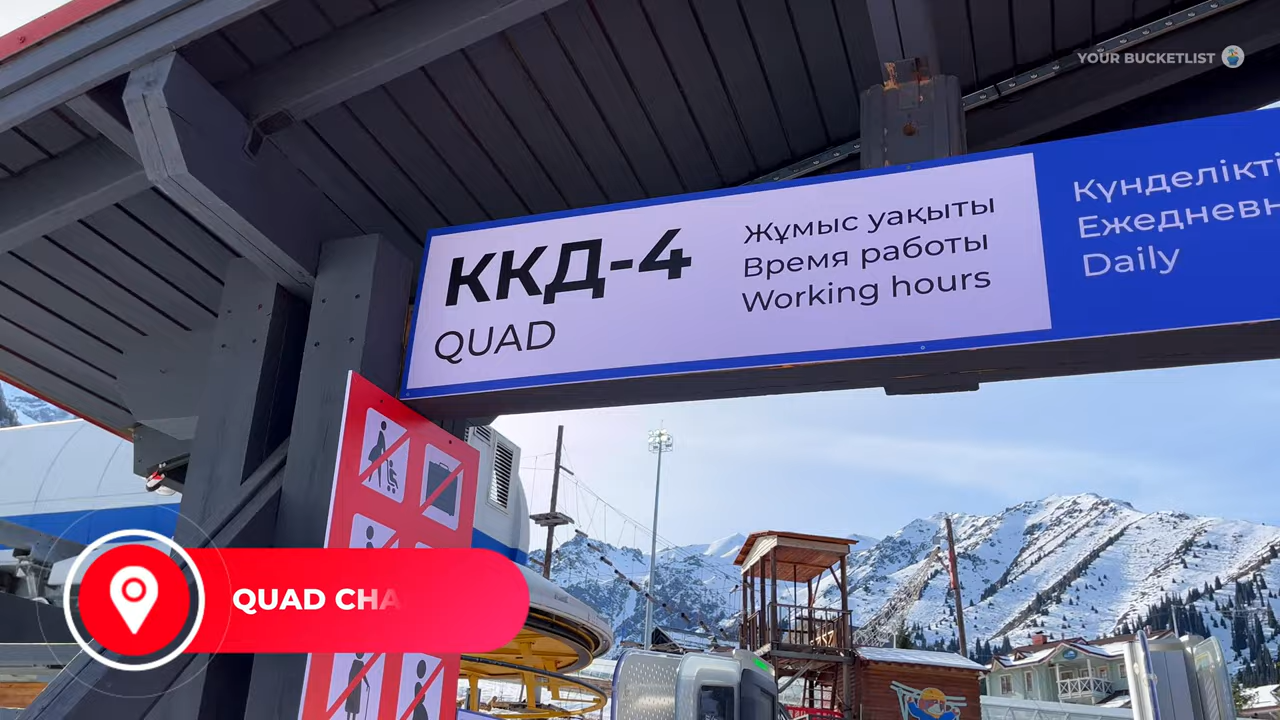 YOUR BUCKETLIST
ККД-4
QUAD
Жұмыс уақыты
Время работы
Working hours
Күнделікті
Ежедневн
Daily
QUAD CHA